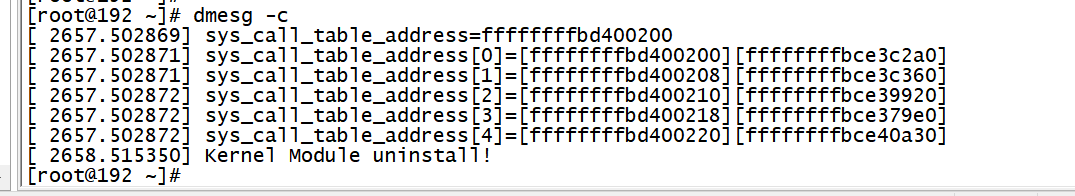 [root@192 ~]# dmesg -c
[ 2657.502869] sys_call_table_address=ffffffffbd400200
[ 2657.502871] sys_call_table_address[0]=[ffffffffbd400200][ffffffffbce3c2a0]
[ 2657.502871] sys_call_table_address[1]=[ffffffffbd400208][ffffffffbce3c360]
[ 2657.502872] sys_call_table_address[2]=[ffffffffbd400210][ffffffffbce39920]
[ 2657.502872] sys_call_table_address[3]=[ffffffffbd400218][ffffffffbce379e0]
[ 2657.502872] sys_call_table_address[4]=[ffffffffbd400220][ffffffffbce40a30]
[ 2658.515350] Kernel Module uninstall!
[root@192 ~]#